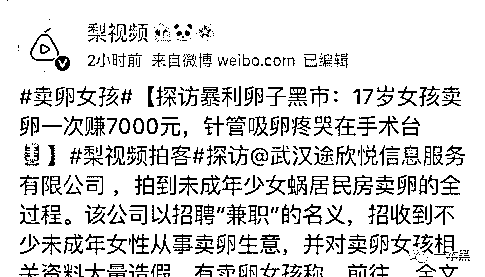 梨视频
2小时前 来自微博 weibo.com 已编辑
#卖卵女孩#【探访暴利卵子黑市：17岁女孩卖
卵一次赚7000元，针管吸卵疼哭在手术台
】#梨视频拍客#探访@武汉途欣悦信息服务
有限公司 ，拍到未成年少女蜗居民房卖卵的全
过程。该公司以招聘“兼职”的名义，招收到不
少未成年女性从事卖卵生意，并对卖卵女孩相
关资料大量造假。有卖卵女孩称，前往
全文